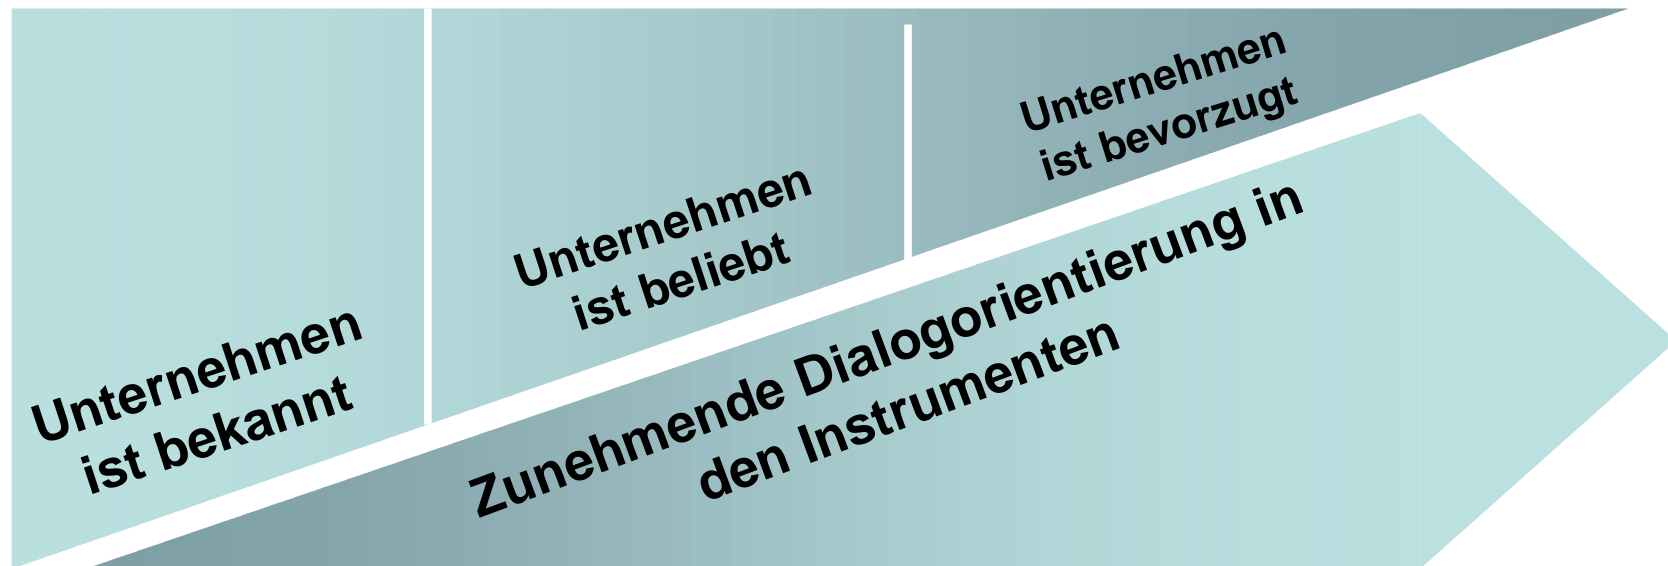 Unternehmen
ist bekannt
Unternehmen
ist beliebt
Unternehmen
ist bevorzugt
Zunehmende Dialogorientierung in
den Instrumenten